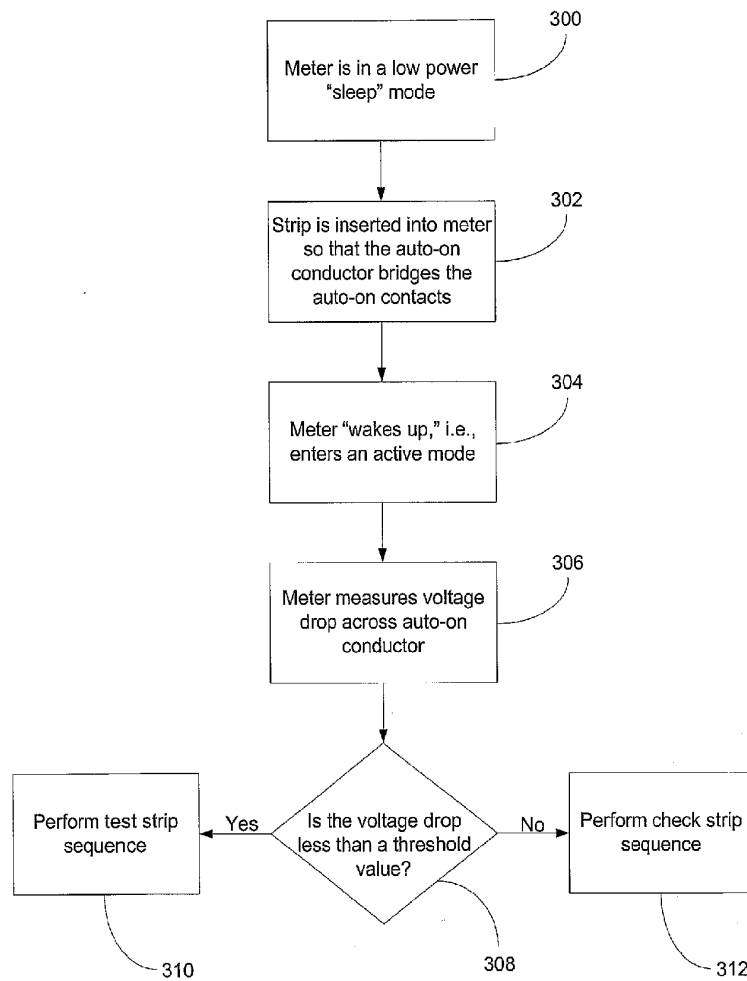 300
Meter is in a low power
“sleep” mode
302
Strip is inserted into meter
so that the auto-on
conductor bridges the
auto-on contacts
304
Meter “wakes up,” i.e.,
enters an active mode
306
Meter measures voltage
drop across auto-on
conductor
Perform test strip
sequence
Yes
Is the voltage drop
less than a threshold
value?
No
Perform check strip
sequence
310
308
312